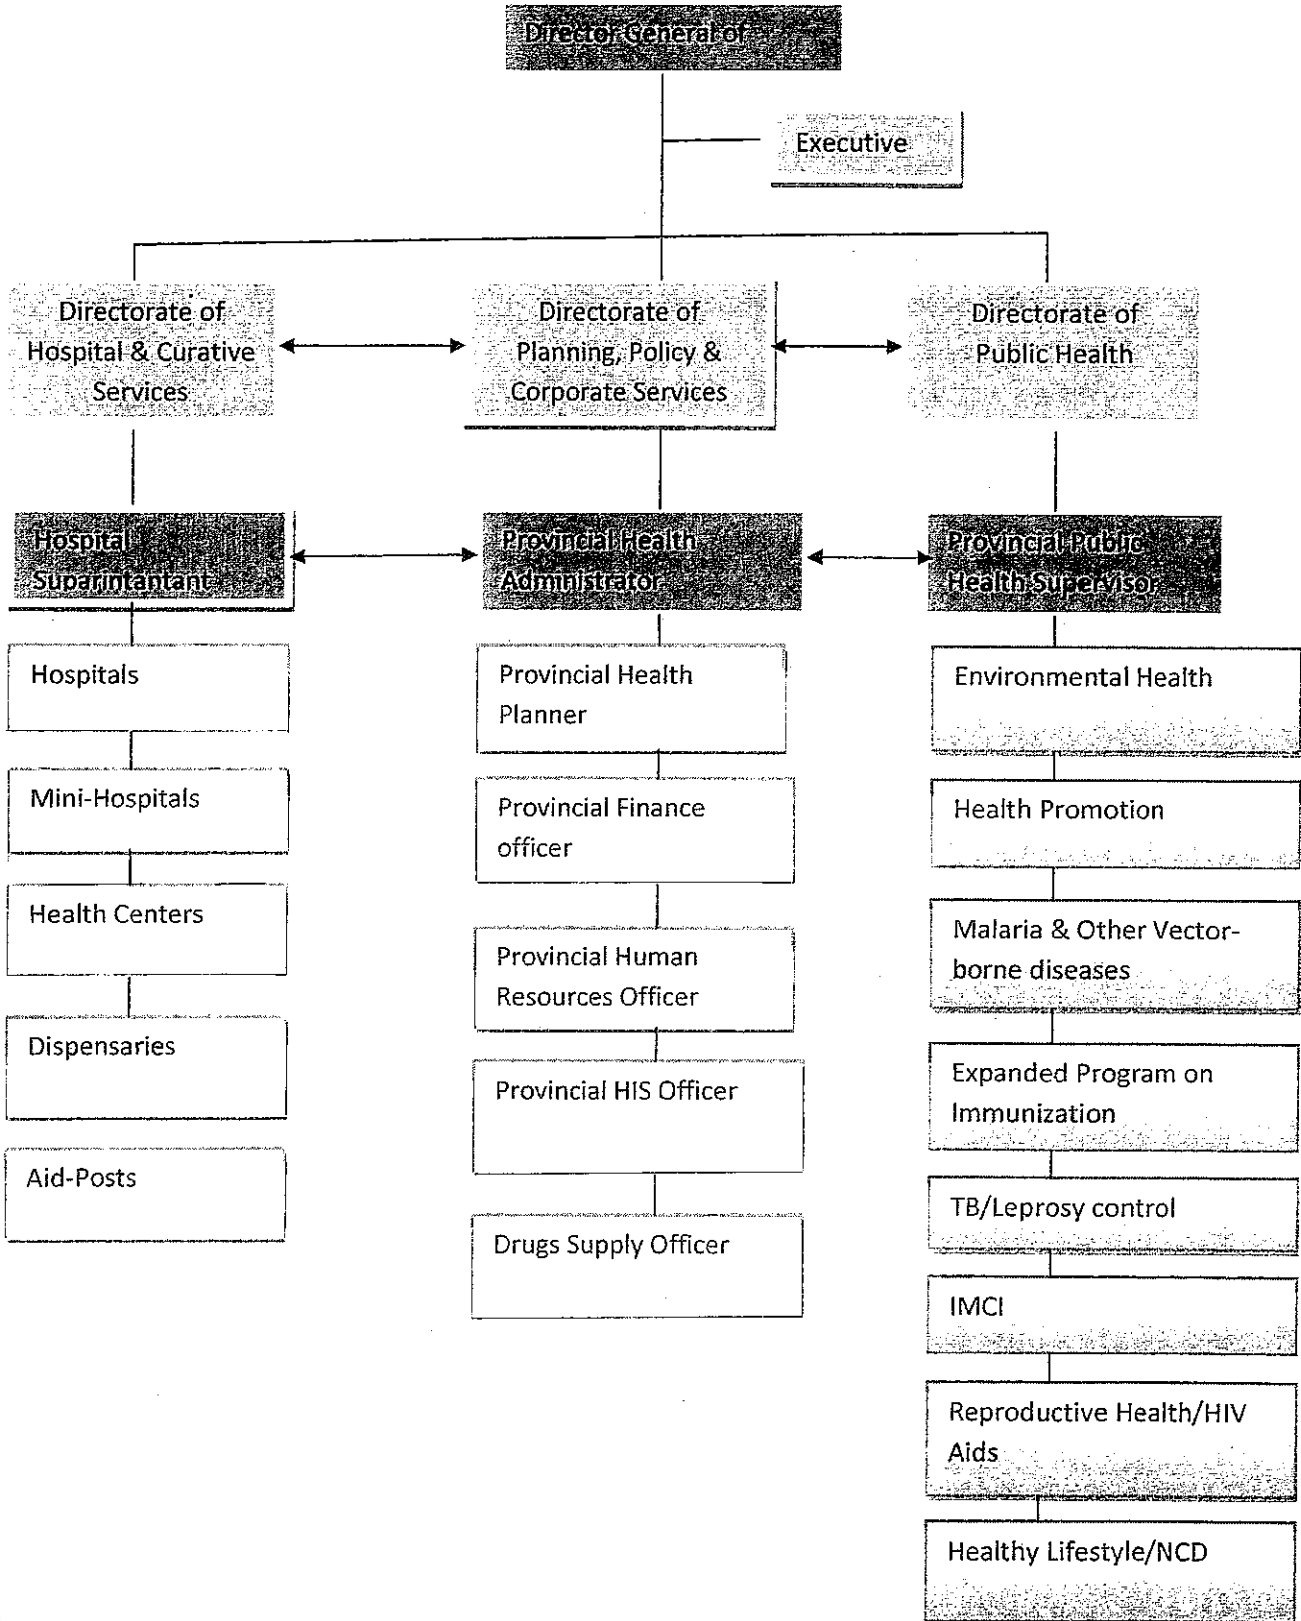 Director General of
Executive
Directorate of
Hospital & Curative
Services
Directorate of
Planning, Policy &
Corporate Services
Directorate of
Public Health
Hospital
Suparintantant
Provincial Health
Administrator
Provincial Public
Health Supervisor
Hospitals
Mini-Hospitals
Health Centers
Dispensaries
Aid-Posts
Provincial Health
Planner
Provincial Finance
officer
Provincial Human
Resources Officer
Provincial HIS Officer
Drugs Supply Officer
Environmental Health
Health Promotion
Malaria & Other Vector-
borne diseases
Expanded Program on
Immunization
TB/Leprosy control
IMCI
Reproductive Health/HIV
Aids
Healthy Lifestyle/NCD